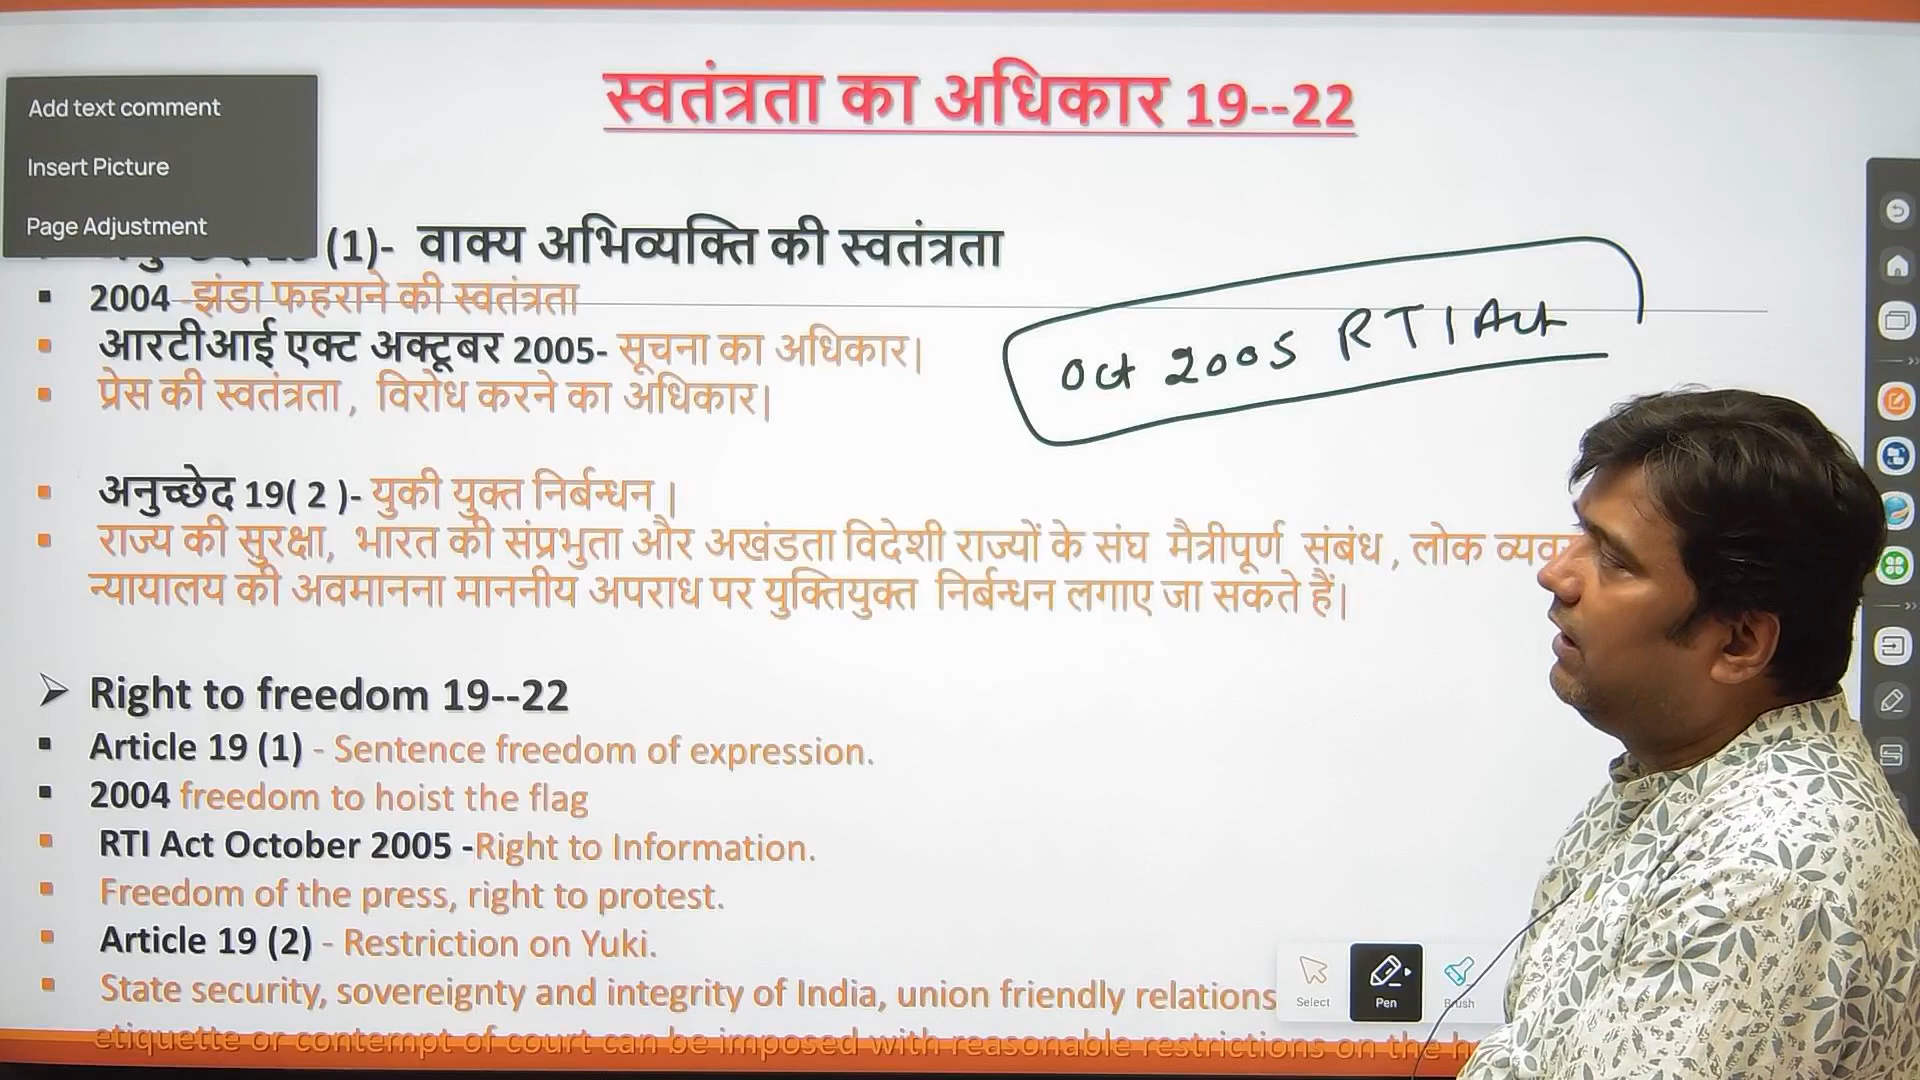 स्वतंत्रता का अधिकार 19--22
Add text comment
Insert Picture
Page Adjustment
(1)- वाक्य अभिव्यक्ति की स्वतंत्रता
2004 -झंडा फहराने की स्वतंत्रता
आरटीआई एक्ट अक्टूबर 2005- सूचना का अधिकार|
प्रेस की स्वतंत्रता, विरोध करने का अधिकार|
Oct 2005 RTI Act
अनुच्छेद 19( 2 )- युकी युक्त निर्बन्धन |
राज्य की सुरक्षा, भारत की संप्रभुता और अखंडता विदेशी राज्यों के संघ मैत्रीपूर्ण संबंध , लोक
न्यायालय की अवमानना माननीय अपराध पर युक्तियुक्त निर्बन्धन लगाए जा सकते हैं|
Right to freedom 19--22
Article 19 (1) - Sentence freedom of expression.
2004 freedom to hoist the flag
RTI Act October 2005 -Right to Information.
Freedom of the press, right to protest.
Article 19 (2) - Restriction on Yuki.
State security, sovereignty and integrity of India, union friendly relations
etiquette or contempt of court can be imposed with reasonable restrictions on the
Select Pen Brush